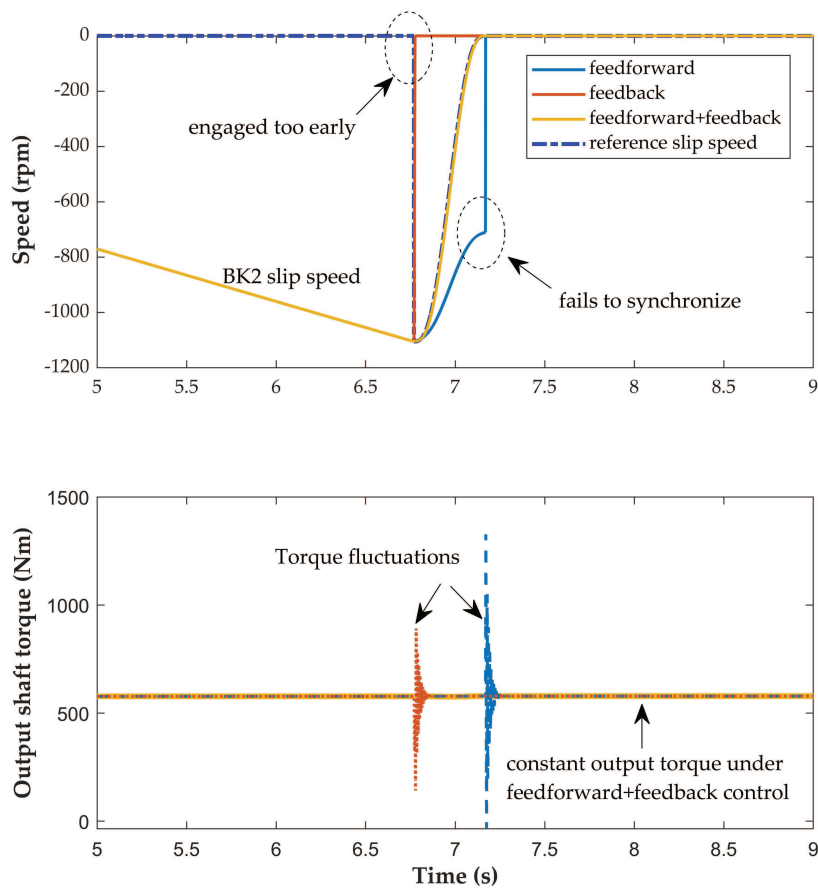 0
-200
-400
-600
-800
-1000
-1200
Speed (rpm)
engaged too early
feedforward
feedback
feedforward+feedback
reference slip speed
BK2 slip speed
fails to synchronize
5
5.5
6
6.5
7
7.5
8
8.5
9
1500
1000
500
0
Output shaft torque (Nm)
Torque fluctuations
constant output torque under
feedforward+feedback control
5
5.5
6
6.5
7
7.5
8
8.5
9
Time (s)